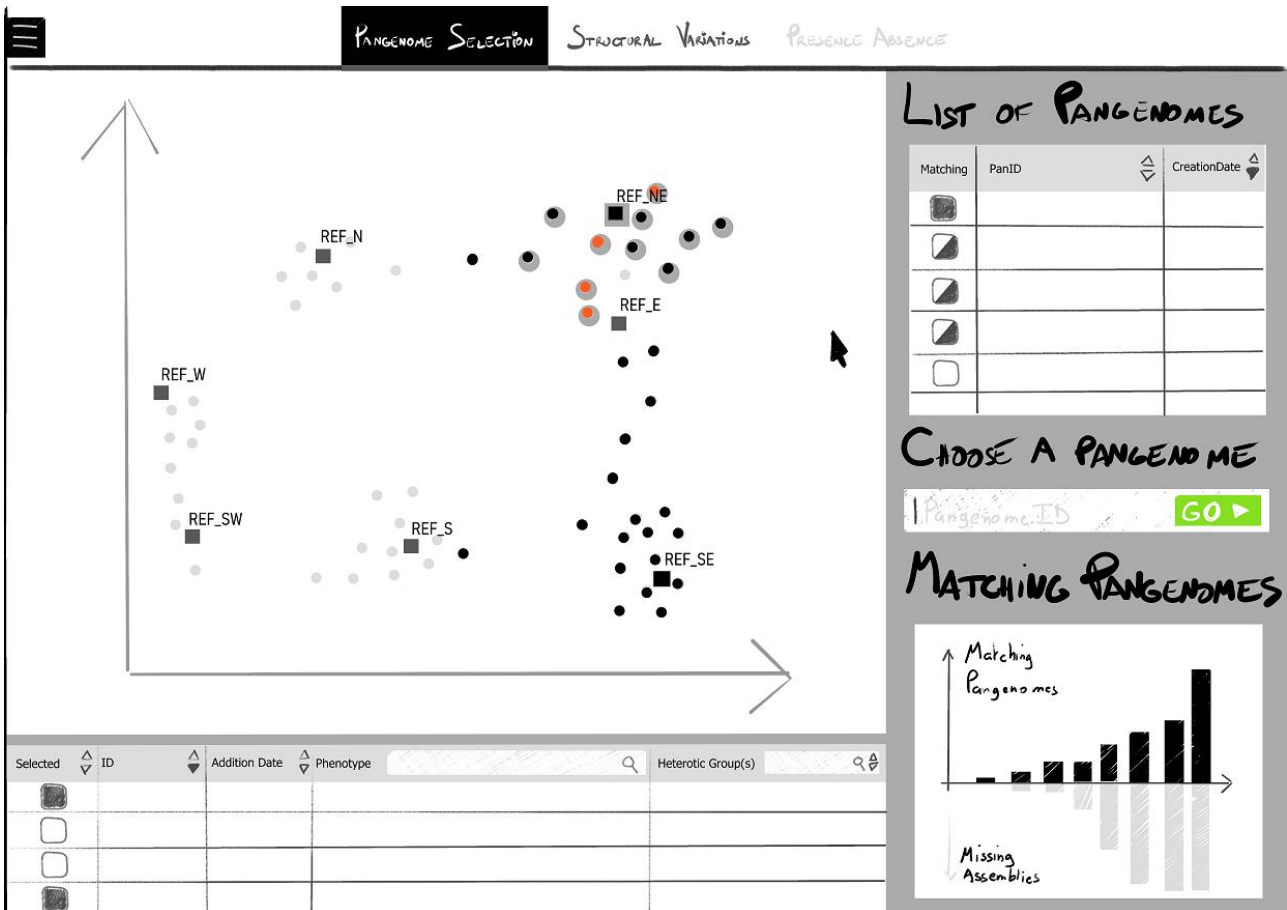 PANGENOME SELECTION
STRUCTURAL VARIATIONS
PRESENCE ABSENCE
REF_NE
REF_N
REF_E
REF_W
REF_SW
REF_S
REF_SE
Selected
ID
Addition Date
Phenotype
Heterotic Group(s)
LIST OF PANGENOMES
Matching
PanID
CreationDate
CHOOSE A PANGENOME
Pangenome.ID
GO
MATCHING PANGENOMES
Matching
Pangenomes
Missing
Assemblies